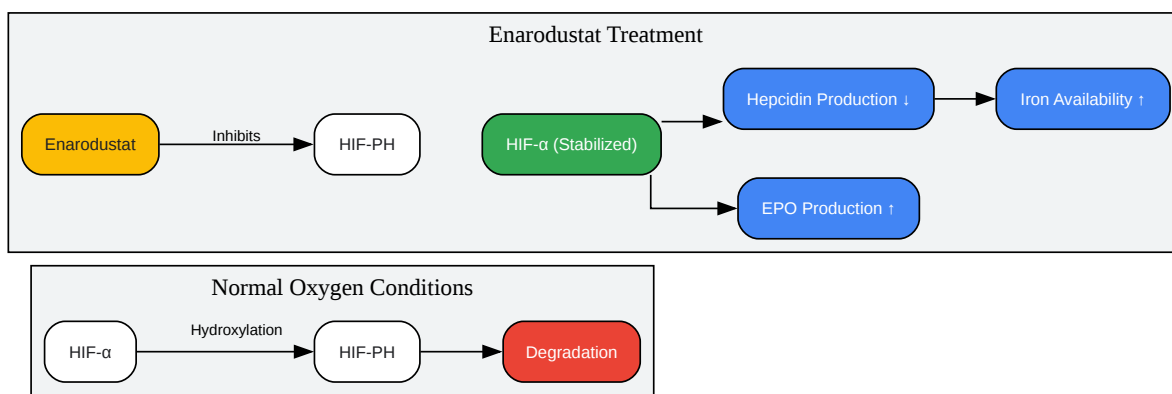 Enarodustat Treatment
Hepcidin Production ↓
Iron Availability ↑
Enarodustat
Inhibits
HIF-PH
HIF-α (Stabilized)
EPO Production ↑
Normal Oxygen Conditions
HIF-α
Hydroxylation
HIF-PH
Degradation